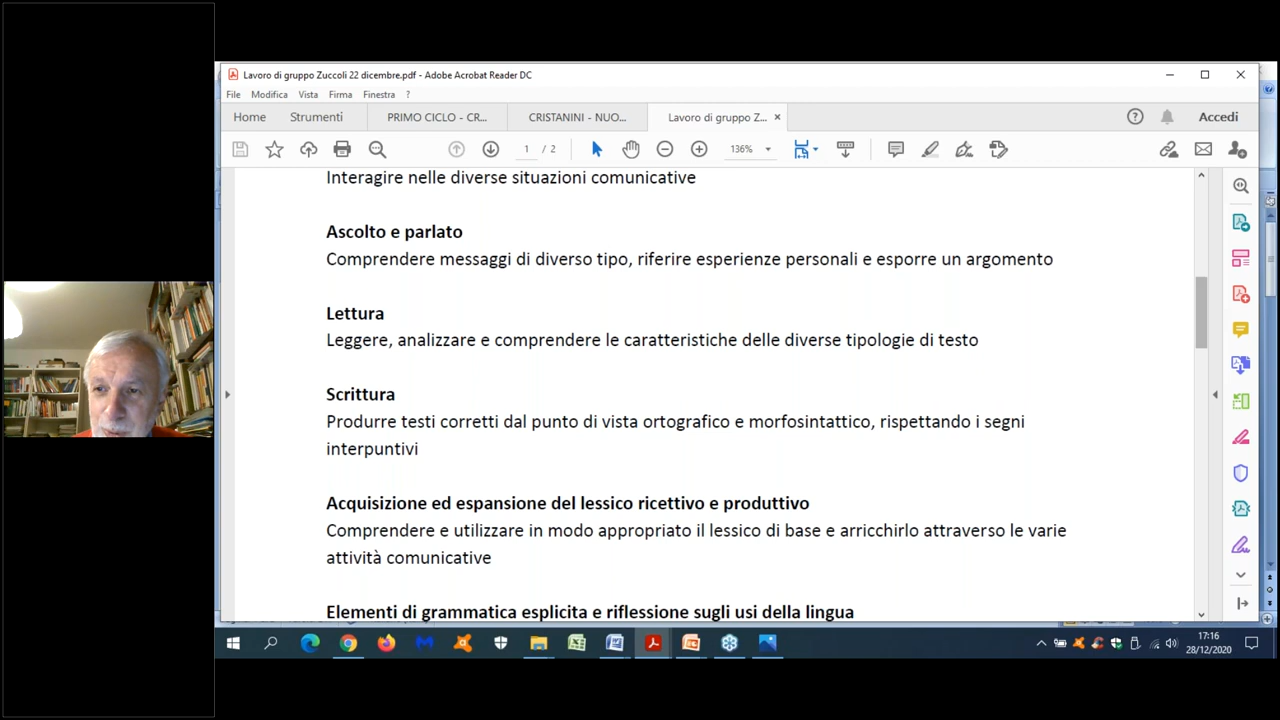 Lavoro di gruppo Zuccoli 22 dicembre.pdf - Adobe Acrobat Reader DC
File Modifica Vista Firma Finestra ?
Home Strumenti PRIMO CICLO - CR... CRISTANINI - NUO... Lavoro di gruppo Z... × Accedi
1 / 2 136%
Interagire nelle diverse situazioni comunicative
Ascolto e parlato
Comprendere messaggi di diverso tipo, riferire esperienze personali e esporre un argomento
Lettura
Leggere, analizzare e comprendere le caratteristiche delle diverse tipologie di testo
Scrittura
Produrre testi corretti dal punto di vista ortografico e morfosintattico, rispettando i segni
interpuntivi
Acquisizione ed espansione del lessico ricettivo e produttivo
Comprendere e utilizzare in modo appropriato il lessico di base e arricchirlo attraverso le varie
attività comunicative
Elementi di grammatica esplicita e riflessione sugli usi della lingua
17:16
28/12/2020